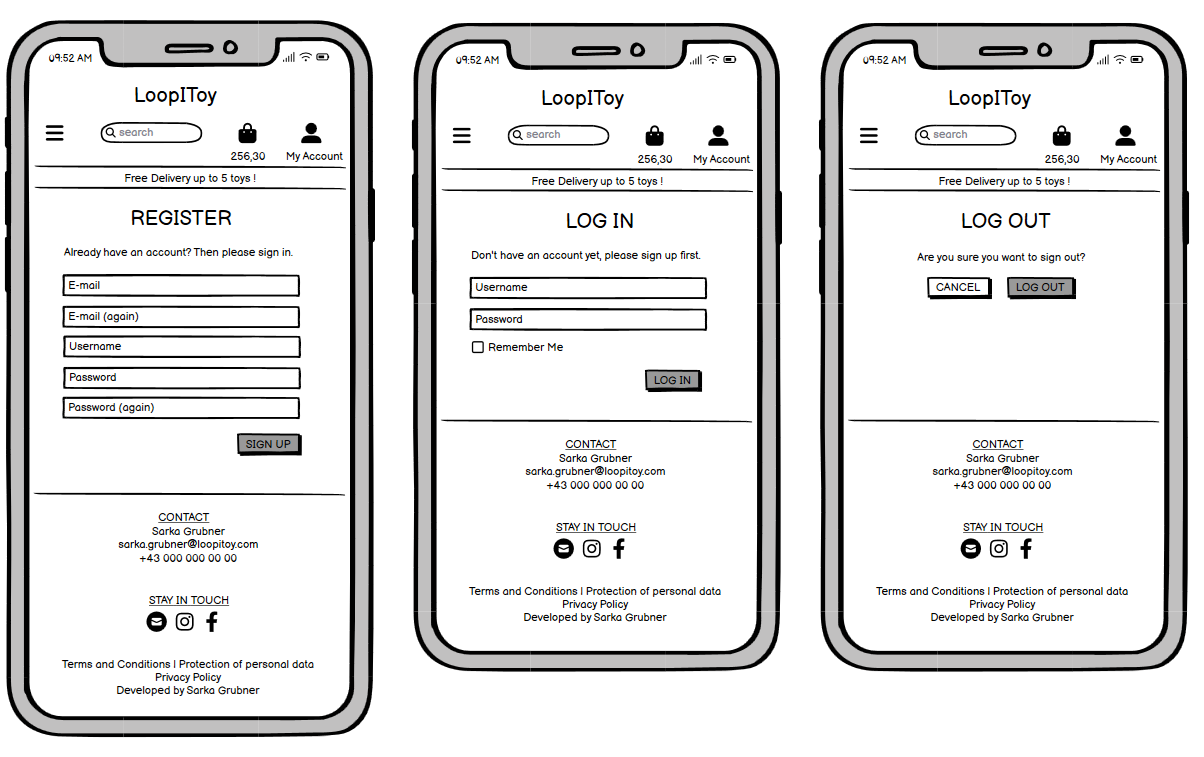 09:52 AM
LoopIToy
search
256,30
My Account
Free Delivery up to 5 toys !
REGISTER
Already have an account? Then please sign in.
E-mail
E-mail (again)
Username
Password
Password (again)
SIGN UP
CONTACT
Sarka Grubner
sarka.grubner@loopitoy.com
+43 000 000 00 00
STAY IN TOUCH
Terms and Conditions | Protection of personal data
Privacy Policy
Developed by Sarka Grubner
09:52 AM
LoopIToy
search
256,30
My Account
Free Delivery up to 5 toys !
LOG IN
Don't have an account yet, please sign up first.
Username
Password
Remember Me
LOG IN
CONTACT
Sarka Grubner
sarka.grubner@loopitoy.com
+43 000 000 00 00
STAY IN TOUCH
Terms and Conditions | Protection of personal data
Privacy Policy
Developed by Sarka Grubner
09:52 AM
LoopIToy
search
256,30
My Account
Free Delivery up to 5 toys !
LOG OUT
Are you sure you want to sign out?
CANCEL
LOG OUT
CONTACT
Sarka Grubner
sarka.grubner@loopitoy.com
+43 000 000 00 00
STAY IN TOUCH
Terms and Conditions | Protection of personal data
Privacy Policy
Developed by Sarka Grubner